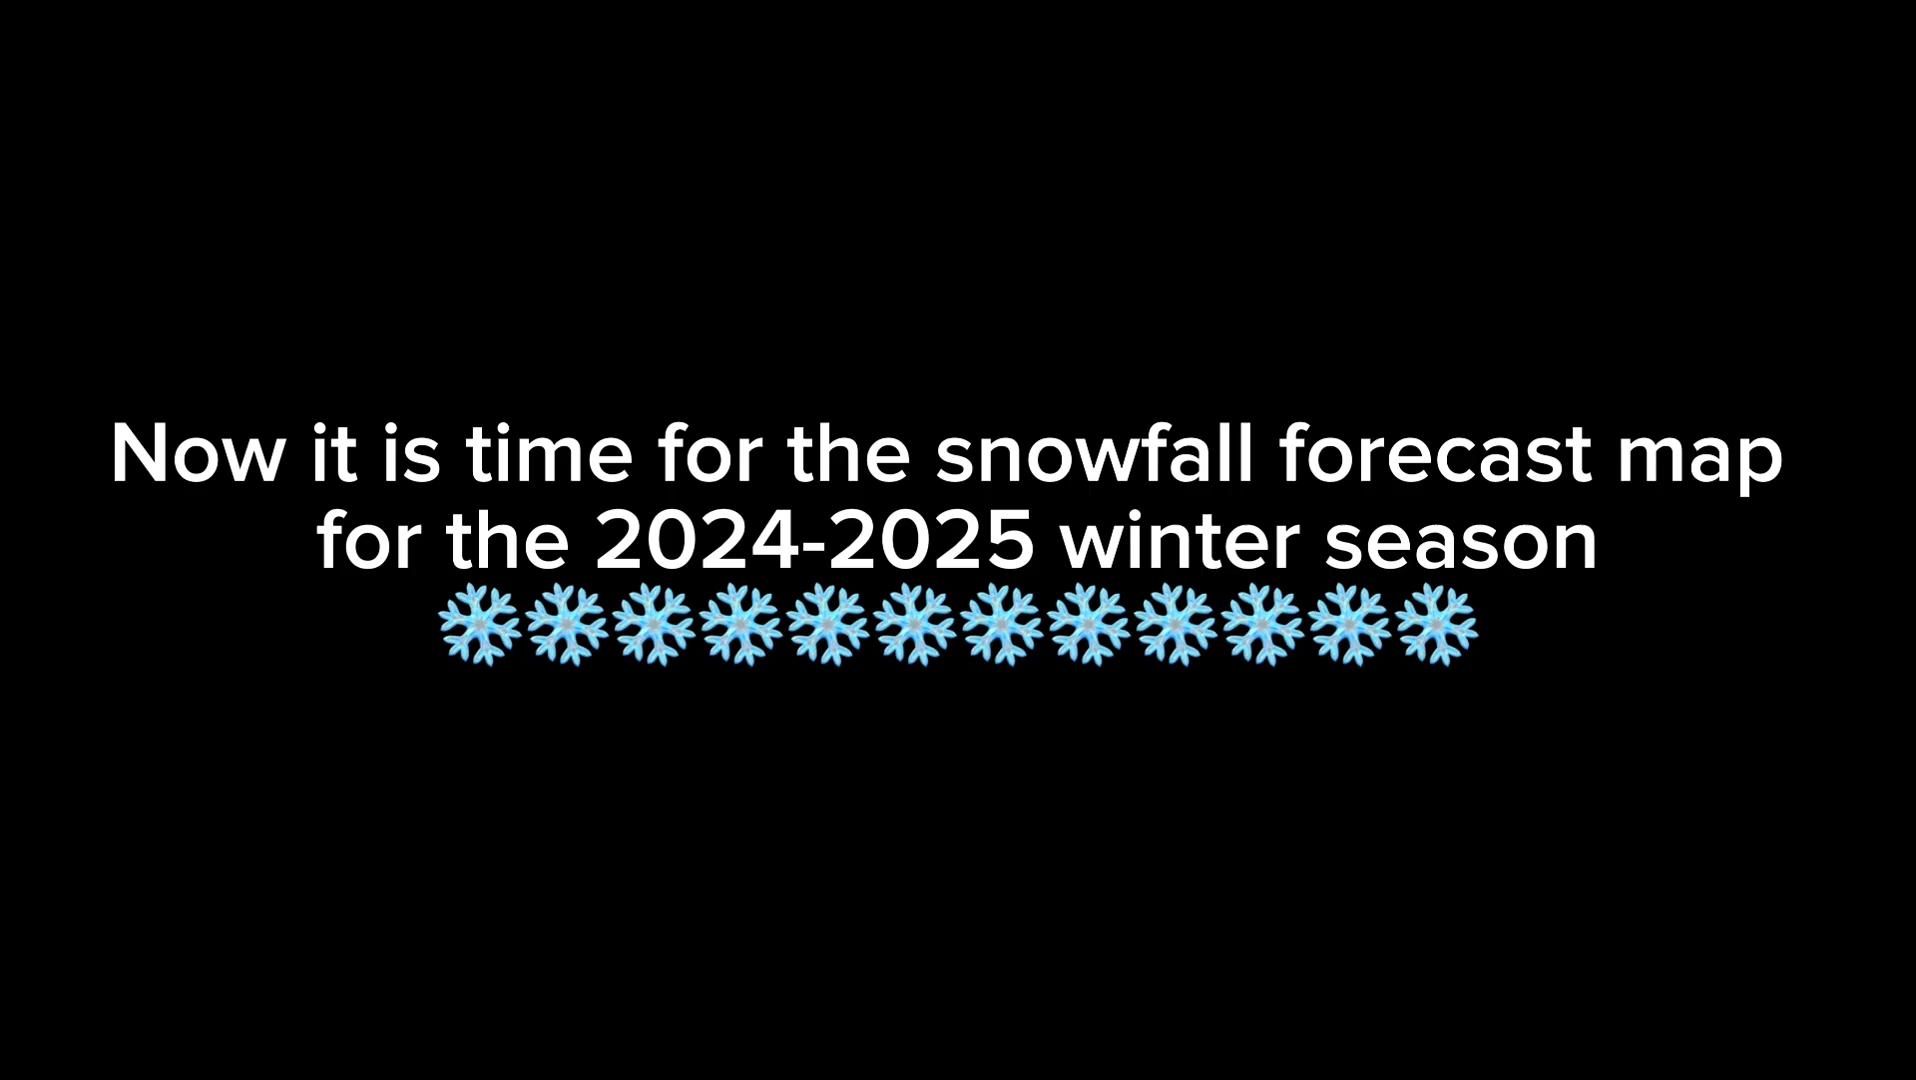 Now it is time for the snowfall forecast map
for the 2024-2025 winter season
❄️❄️❄️❄️❄️❄️❄️❄️❄️❄️❄️❄️